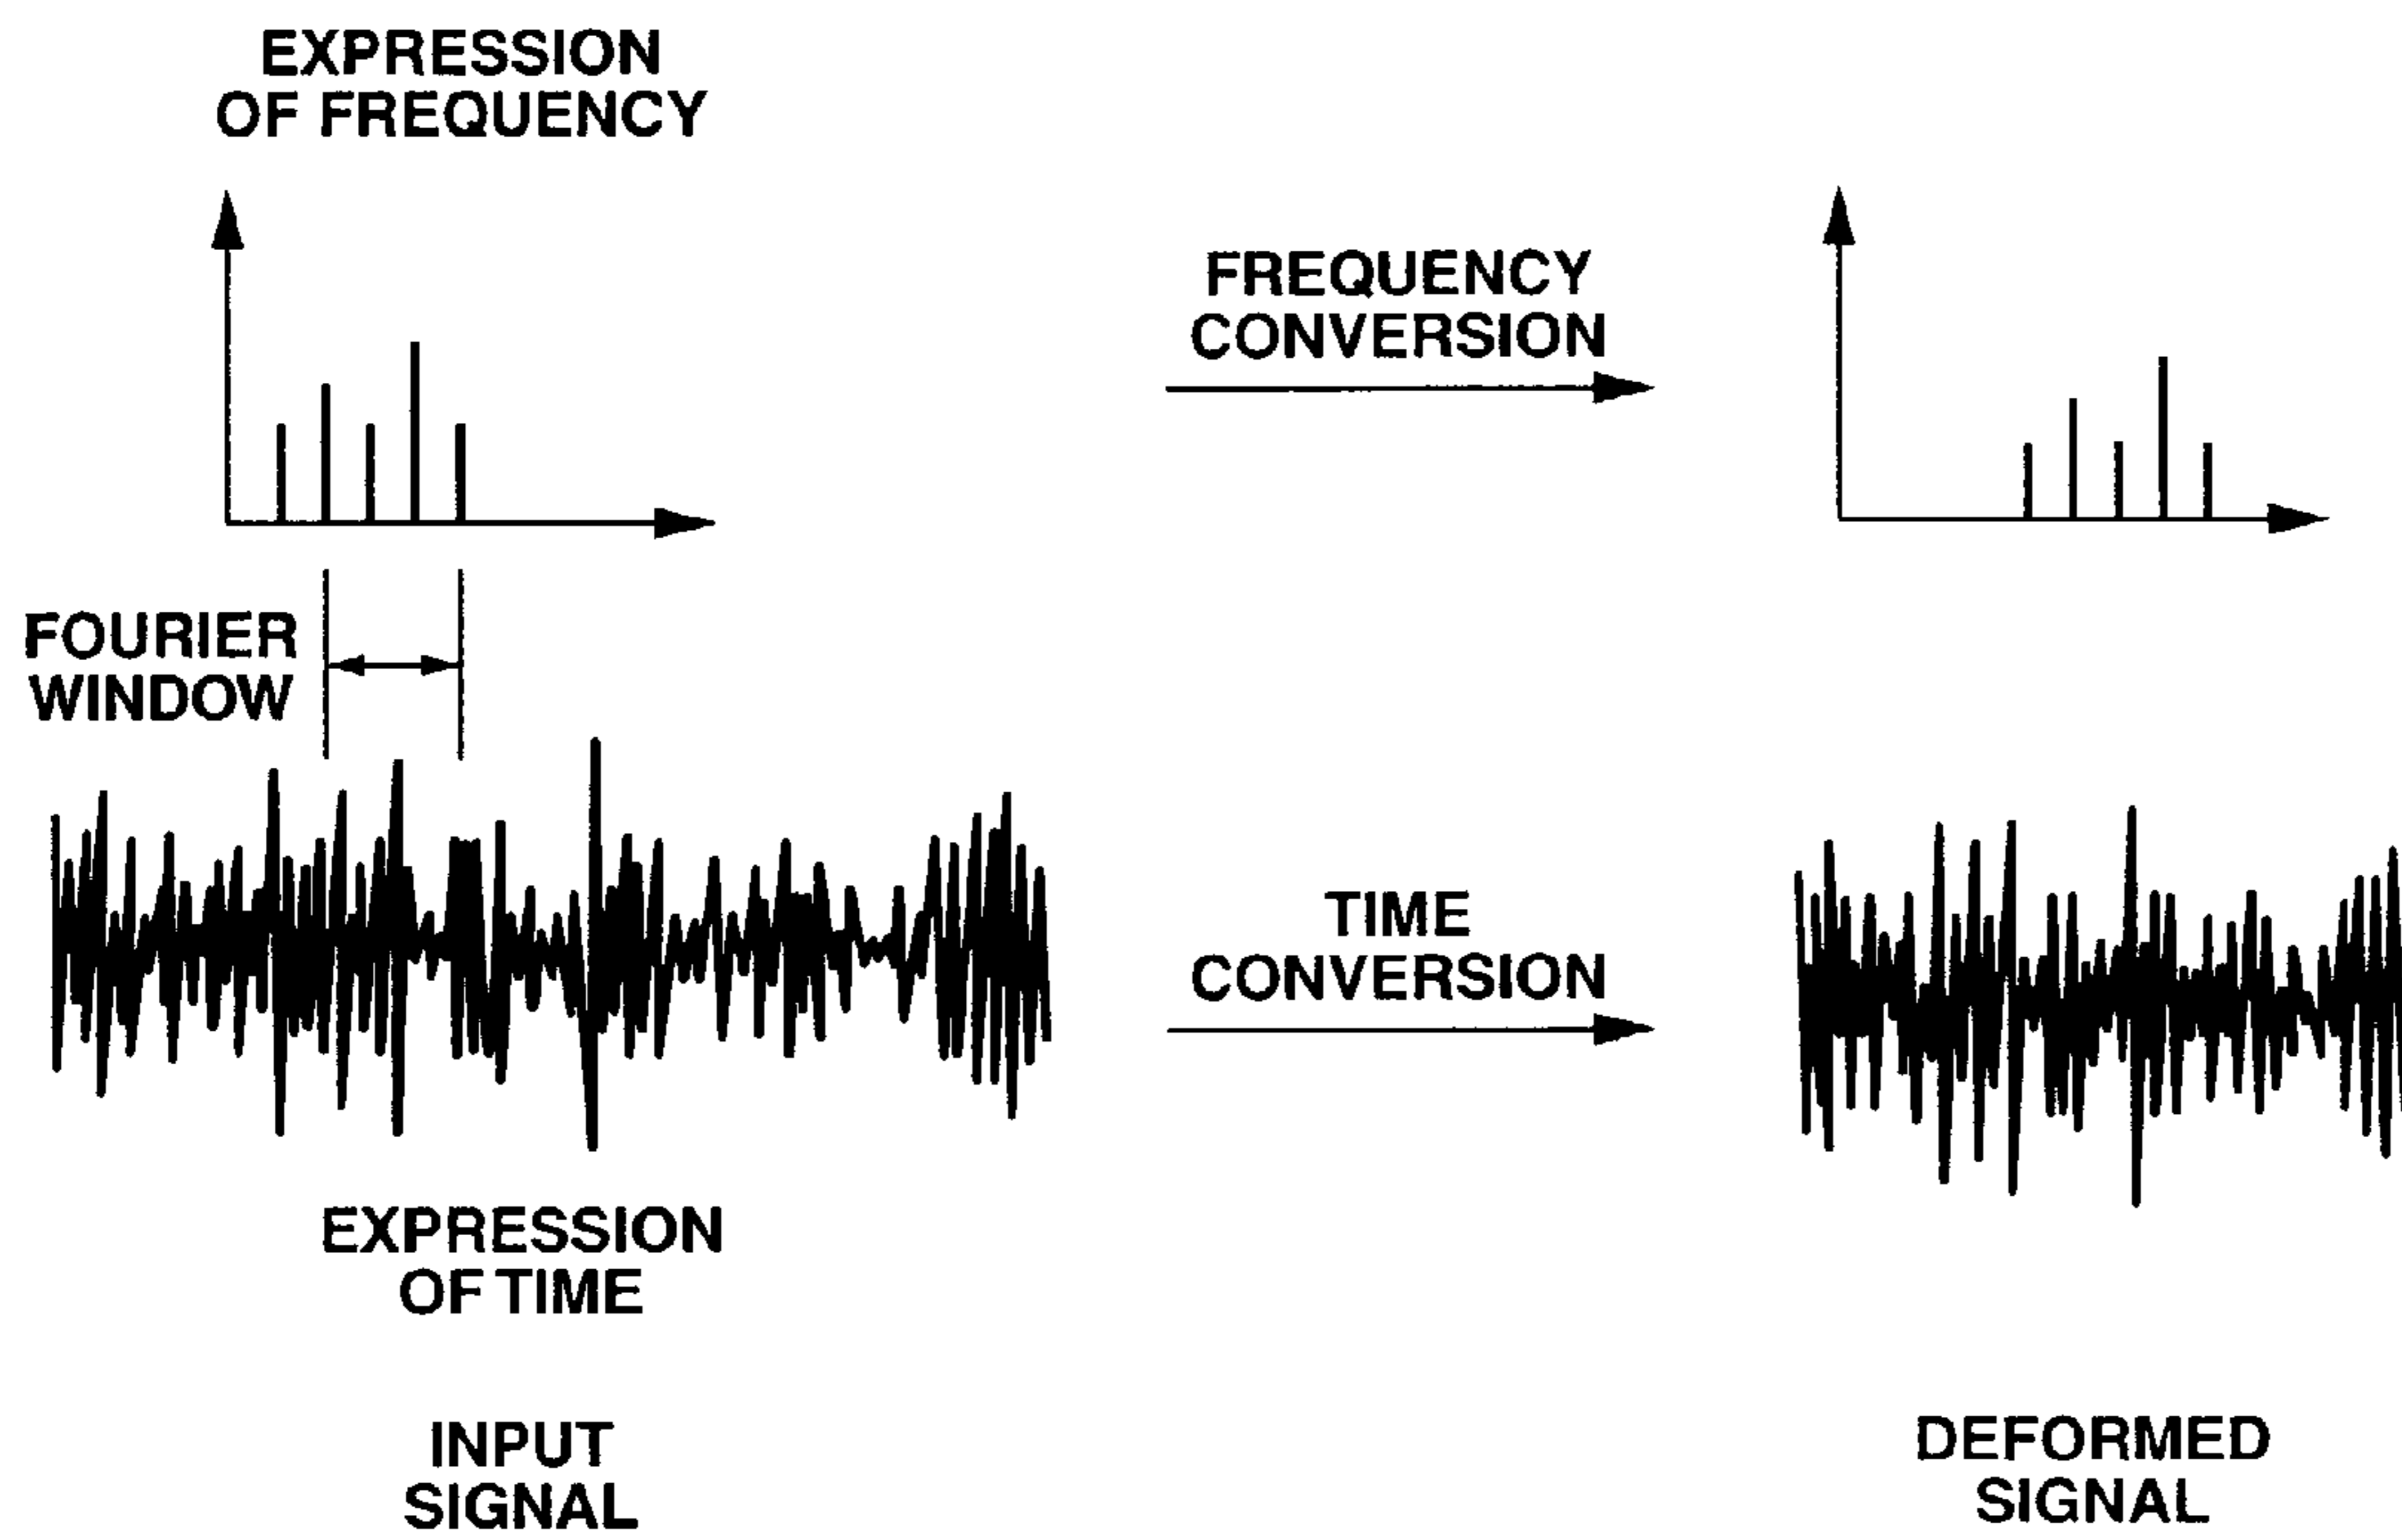 EXPRESSION
OF FREQUENCY
FREQUENCY
CONVERSION
FOURIER
WINDOW
TIME
CONVERSION
EXPRESSION
OF TIME
INPUT
SIGNAL
DEFORMED
SIGNAL